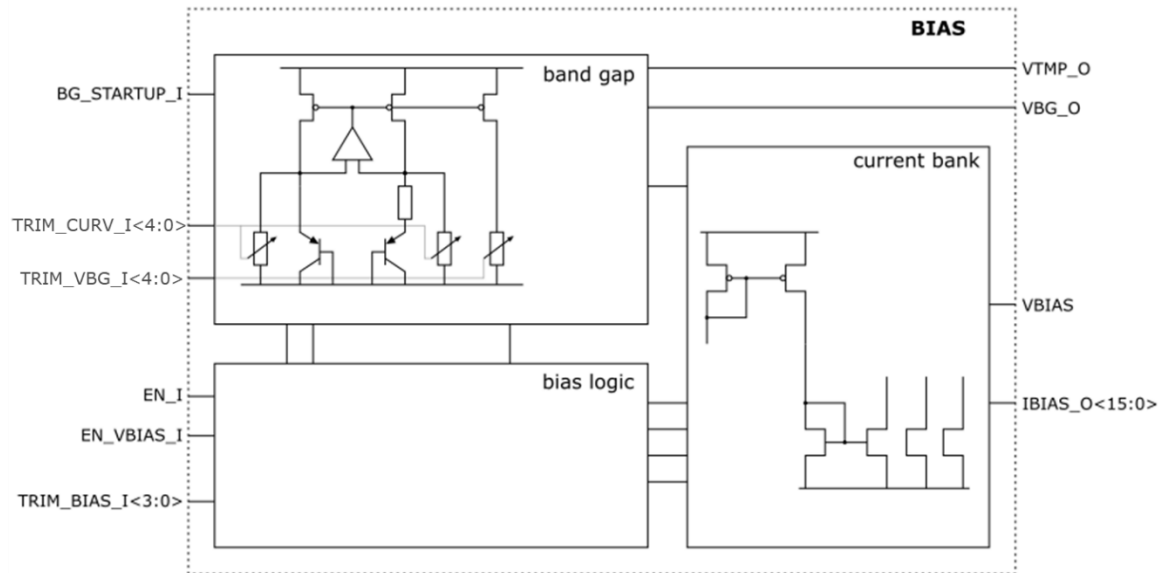 BIAS
band gap
VTMP_O
BG_STARTUP_I
VBG_O
current bank
TRIM_CURV_I<4:0>
TRIM_VBG_I<4:0>
VBIAS
bias logic
EN_I
IBIAS_O<15:0>
EN_VBIAS_I
TRIM_BIAS_I<3:0>